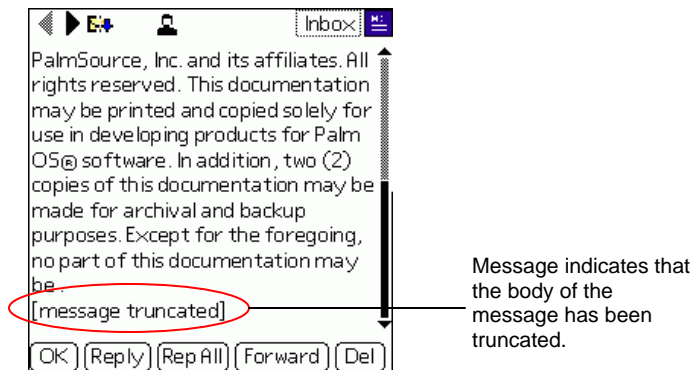 Inbox
PalmSource, Inc. and its affiliates. All
rights reserved. This documentation
may be printed and copied solely for
use in developing products for Palm
OS® software. In addition, two (2)
copies of this documentation may be
made for archival and backup
purposes. Except for the foregoing,
no part of this documentation may
be .
[message truncated]
OK Reply Rep All Forward Del
Message indicates that
the body of the
message has been
truncated.